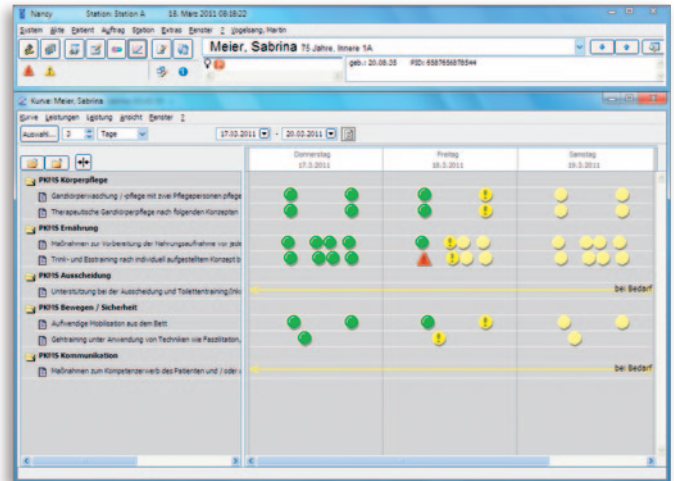 Nancy Station: Station A 18. März 2011 08:18:22
System Akte Patient Auftrag Station Extras Fenster ? Vogelsang, Martin
Meier, Sabrina 75 Jahre, Innere 1A
geb.: 20.08.35 PID: 6587656878544
Kurve: Meier, Sabrina
Kurve Leistungen Leistung Ansicht Fenster ?
Auswahl... 3 Tage 17.03.2011 - 20.03.2011
Donnerstag Freitag Samstag
17.3.2011 18.3.2011 19.3.2011
PKMS Körperpflege
Ganzkörperwaschung / -pflege mit zwei Pflegepersonen pflege
Therapeutische Ganzkörperpflege nach folgenden Konzepten
PKMS Ernährung
Maßnahmen zur Vorbereitung der Nahrungsaufnahme vor jede
Trink- und Esstraining nach individuell aufgestelltem Konzept b
PKMS Ausscheidung
Unterstützung bei der Ausscheidung und Toilettentraining/Ink bei Bedarf
PKMS Bewegen / Sicherheit
Aufwendige Mobilisation aus dem Bett
Gehtraining unter Anwendung von Techniken wie Fazilitation,
PKMS Kommunikation
Maßnahmen zum Kompetenzerwerb des Patienten und / oder bei Bedarf